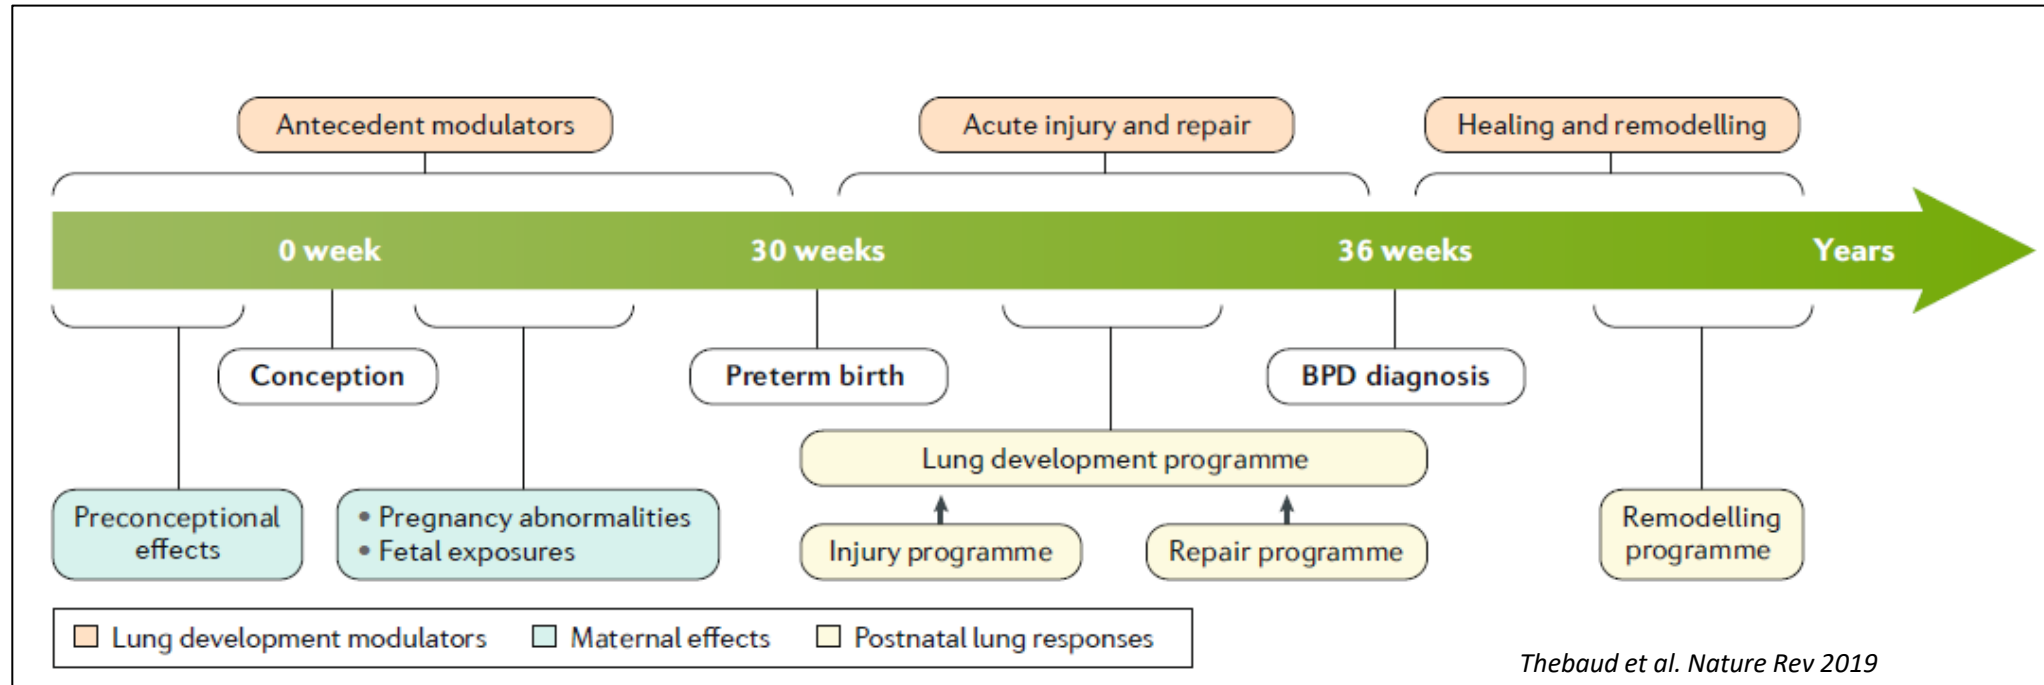 Antecedent modulators
Acute injury and repair
Healing and remodelling
0 week
30 weeks
36 weeks
Years
Conception
Preterm birth
BPD diagnosis
Lung development programme
Preconceptional
effects
• Pregnancy abnormalities
• Fetal exposures
Injury programme
Repair programme
Remodelling
programme
Lung development modulators
Maternal effects
Postnatal lung responses
Thebaud et al. Nature Rev 2019